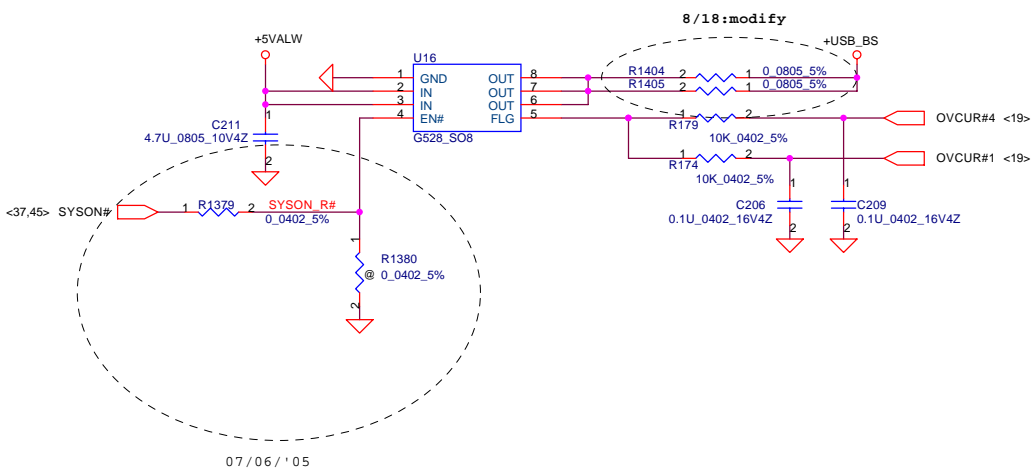 8/18:modify
+5VALW
+USB_BS
U16
1 GND OUT 8
2 IN OUT 7
3 IN OUT 6
4 EN# FLG 5
G528_SO8
R1404 2 1 0_0805_5%
R1405 2 1 0_0805_5%
1 2
R179
10K_0402_5%
OVCUR#4 <19>
1 2
R174
10K_0402_5%
OVCUR#1 <19>
1
C211
4.7U_0805_10V4Z
2
1
C206
0.1U_0402_16V4Z
2
1
C209
0.1U_0402_16V4Z
2
<37,45> SYSON#
1 R1379 2 SYSON_R#
0_0402_5%
1
R1380
@ 0_0402_5%
2
07/06/'05